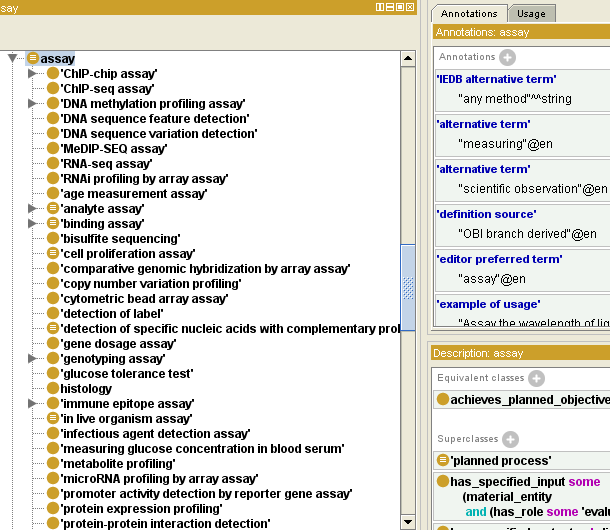 say
assay
'ChIP-chip assay'
'ChIP-seq assay'
'DNA methylation profiling assay'
'DNA sequence feature detection'
'DNA sequence variation detection'
'MeDIP-SEQ assay'
'RNA-seq assay'
'RNAi profiling by array assay'
'age measurement assay'
'analyte assay'
'binding assay'
'bisulfite sequencing'
'cell proliferation assay'
'comparative genomic hybridization by array assay'
'copy number variation profiling'
'cytometric bead array assay'
'detection of label'
'detection of specific nucleic acids with complementary pro
'gene dosage assay'
'genotyping assay'
'glucose tolerance test'
histology
'immune epitope assay'
'in live organism assay'
'infectious agent detection assay'
'measuring glucose concentration in blood serum'
'metabolite profiling'
'microRNA profiling by array assay'
'promoter activity detection by reporter gene assay'
'protein expression profiling'
'protein-protein interaction detection'
Annotations
Usage
Annotations: assay
Annotations
'IEDB alternative term'
"any method"^^string
'alternative term'
"measuring"@en
'alternative term'
"scientific observation"@en
'definition source'
"OBI branch derived"@en
'editor preferred term'
"assay"@en
'example of usage'
"Assay the wavelength of lig
Description: assay
Equivalent classes
achieves_planned_objective
Superclasses
'planned process'
has_specified_input some
(material_entity
and (has_role some 'evalu